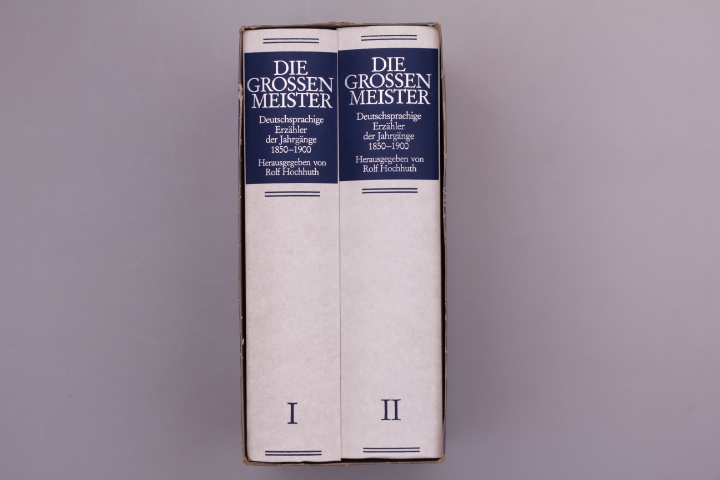 DIE
GROSSEN
MEISTER
Deutschsprachige
Erzähler
der Jahrgänge
1850–1900
Herausgegeben von
Rolf Hochhuth
I
DIE
GROSSEN
MEISTER
Deutschsprachige
Erzähler
der Jahrgänge
1850–1900
Herausgegeben von
Rolf Hochhuth
II